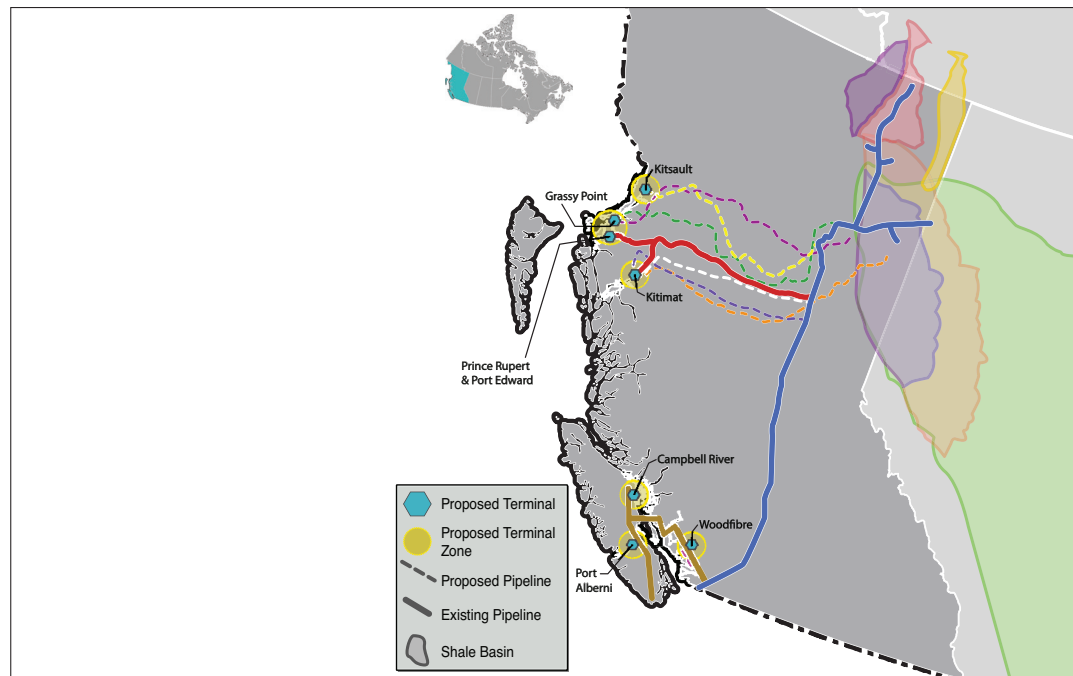 Kitsault
Grassy Point
Kitimat
Prince Rupert
& Port Edward
Campbell River
Woodfibre
Port
Alberni
Proposed Terminal
Proposed Terminal
Zone
Proposed Pipeline
Existing Pipeline
Shale Basin